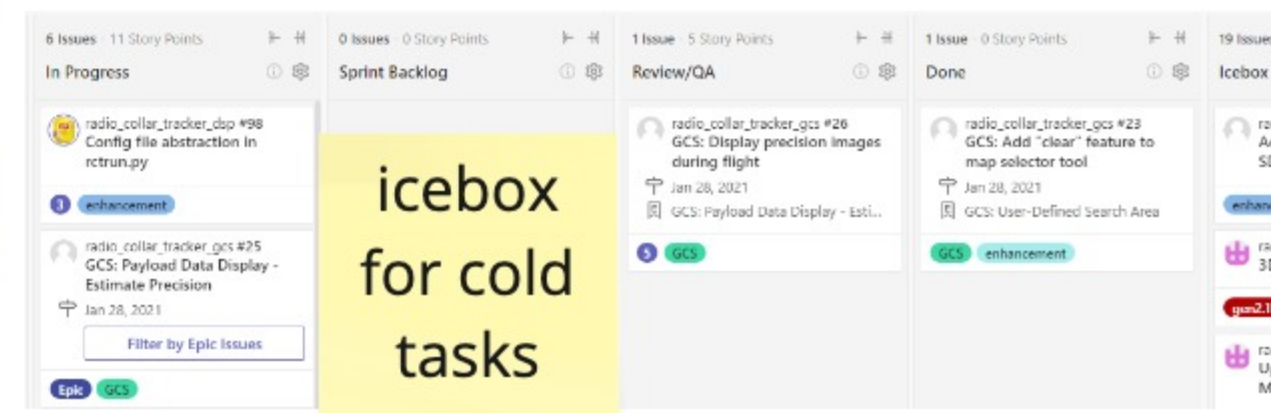 6 Issues · 11 Story Points
In Progress
radio_collar_tracker_dsp #98
Config file abstraction in
rctrun.py
3 enhancement
radio_collar_tracker_gcs #25
GCS: Payload Data Display -
Estimate Precision
Jan 28, 2021
Filter by Epic Issues
Epic GCS
0 Issues · 0 Story Points
Sprint Backlog
icebox
for cold
tasks
1 Issue · 5 Story Points
Review/QA
radio_collar_tracker_gcs #26
GCS: Display precision images
during flight
Jan 28, 2021
GCS: Payload Data Display - Esti...
5 GCS
1 Issue · 0 Story Points
Done
radio_collar_tracker_gcs #23
GCS: Add "clear" feature to
map selector tool
Jan 28, 2021
GCS: User-Defined Search Area
GCS enhancement
19 Issues
Icebox